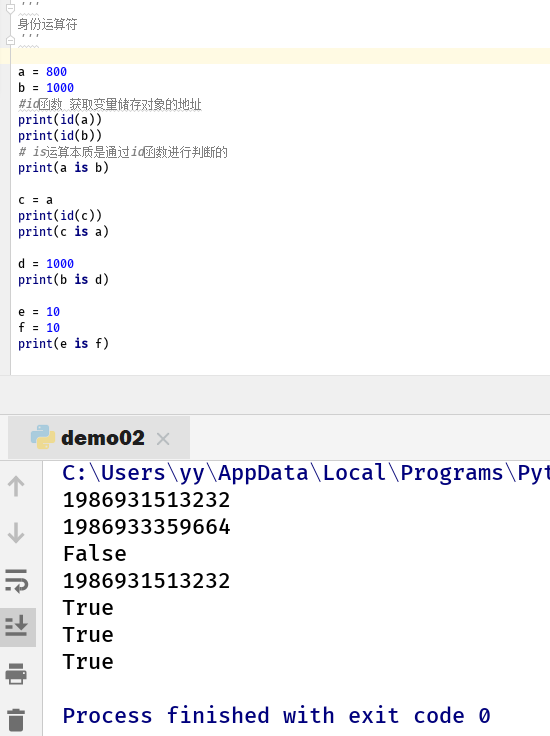 '''
身份运算符
'''
a = 800
b = 1000
#id函数 获取变量储存对象的地址
print(id(a))
print(id(b))
# is运算本质是通过id函数进行判断的
print(a is b)
c = a
print(id(c))
print(c is a)
d = 1000
print(b is d)
e = 10
f = 10
print(e is f)
demo02
C:\Users\yy\AppData\Local\Programs\Pyt
1986931513232
1986933359664
False
1986931513232
True
True
True
Process finished with exit code 0